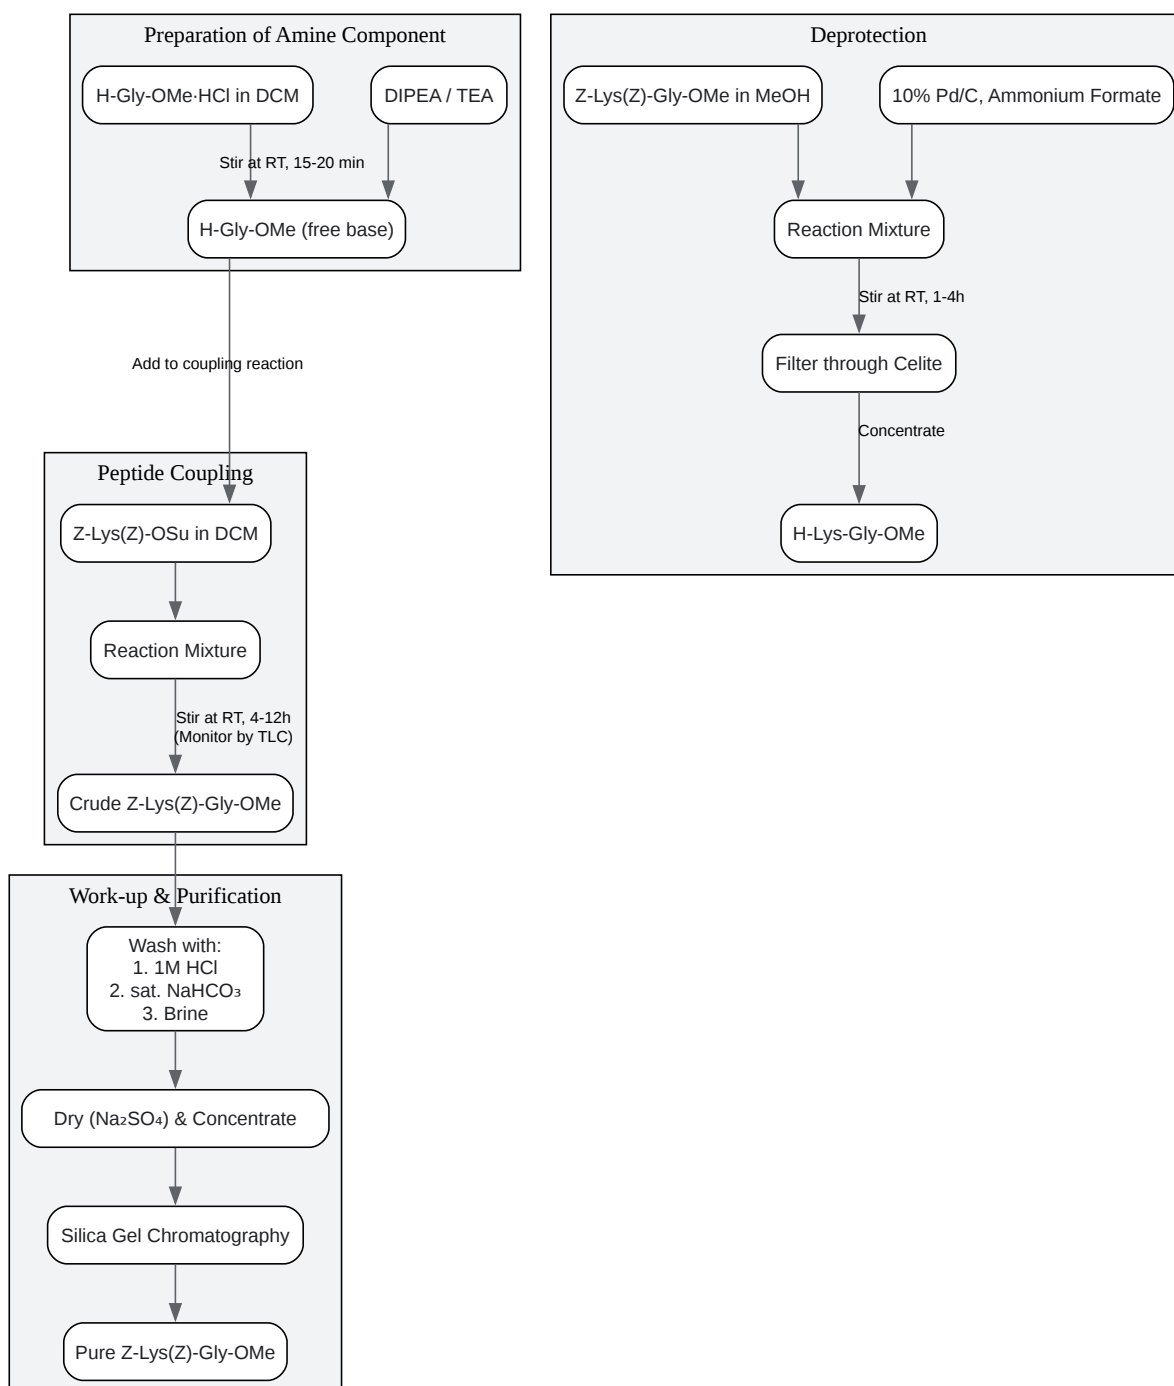 Preparation of Amine Component
H-Gly-OMe·HCl in DCM
DIPEA / TEA
Stir at RT, 15-20 min
H-Gly-OMe (free base)
Add to coupling reaction
Peptide Coupling
Z-Lys(Z)-OSu in DCM
Reaction Mixture
Stir at RT, 4-12h
(Monitor by TLC)
Crude Z-Lys(Z)-Gly-OMe
Work-up & Purification
Wash with:
1. 1M HCl
2. sat. NaHCO₃
3. Brine
Dry (Na₂SO₄) & Concentrate
Silica Gel Chromatography
Pure Z-Lys(Z)-Gly-OMe
Deprotection
Z-Lys(Z)-Gly-OMe in MeOH
10% Pd/C, Ammonium Formate
Reaction Mixture
Stir at RT, 1-4h
Filter through Celite
Concentrate
H-Lys-Gly-OMe